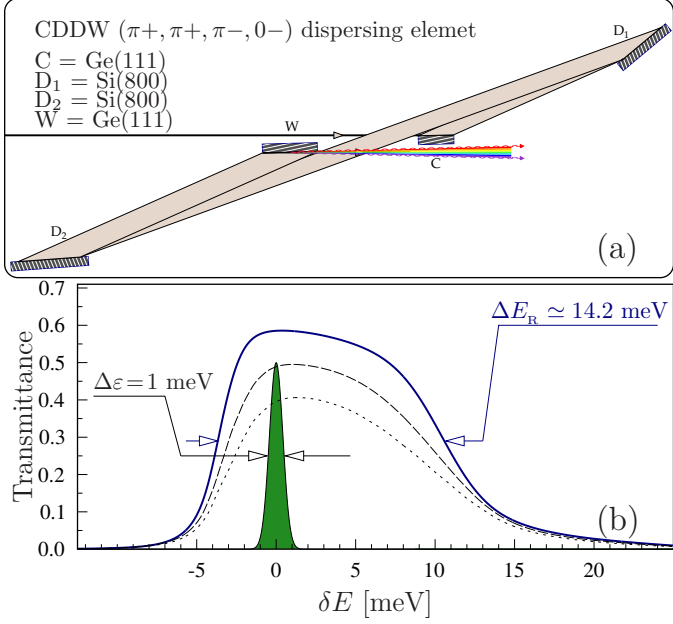 CDDW (π+, π+, π−, 0−) dispersing elemet
C = Ge(111)
D₁ = Si(800)
D₂ = Si(800)
W = Ge(111)
D₁
W
C
D₂
(a)
0.7
0.6
0.5
0.4
0.3
0.2
0.1
0.0
Transmittance
ΔE_R ≃ 14.2 meV
Δε=1 meV
(b)
-5 0 5 10 15 20
δE [meV]